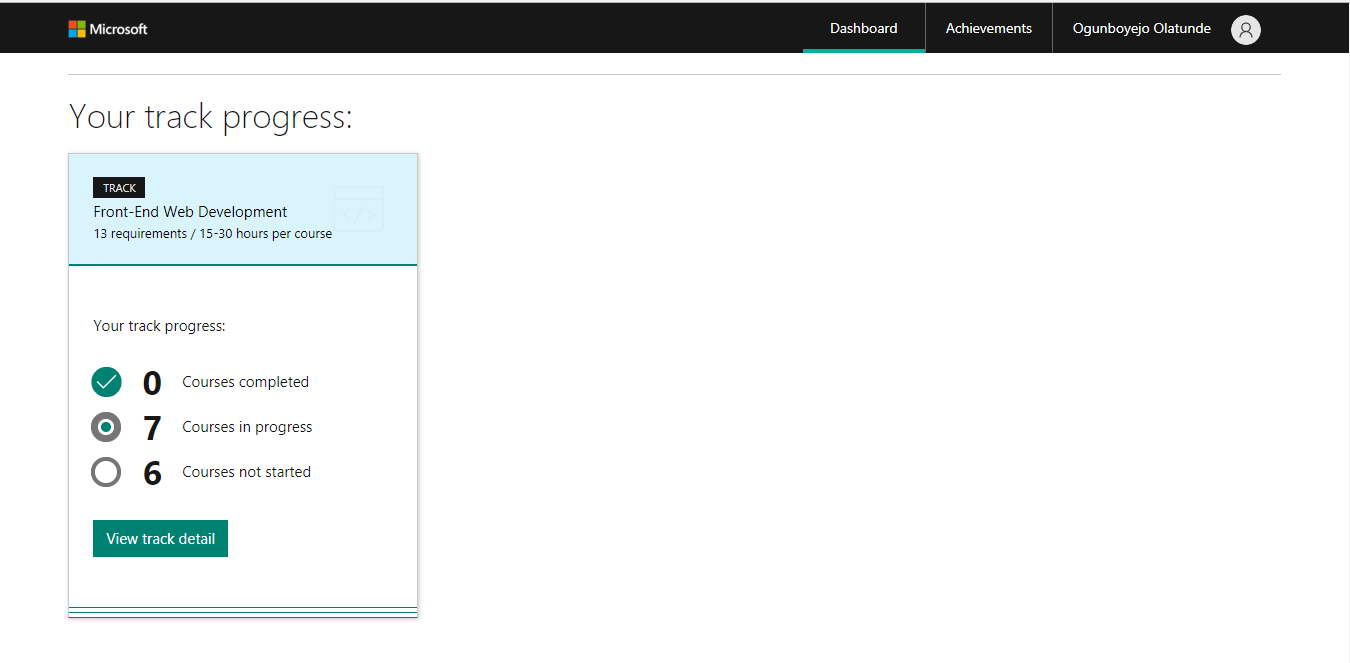 Microsoft
Dashboard
Achievements
Ogunboyejo Olatunde
Your track progress:
TRACK
Front-End Web Development
13 requirements / 15-30 hours per course
</>
Your track progress:
0 Courses completed
7 Courses in progress
6 Courses not started
View track detail